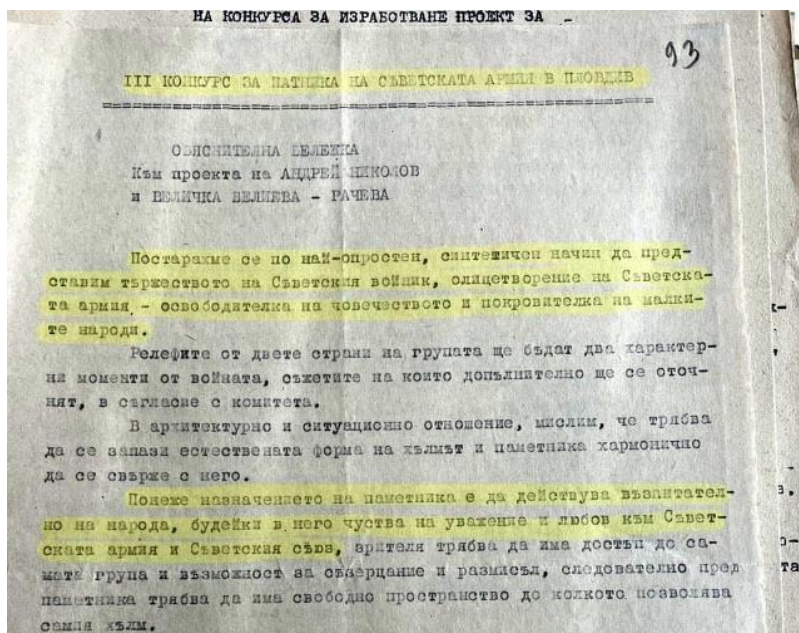 НА КОНКУРСА ЗА ИЗРАБОТВАНЕ ПРОЕКТ ЗА –
93
III КОНКУРС ЗА ПАТНИКА НА СЪВЕТСКАТА АРМИЯ В ПЛОВДИВ
ОБЯСНИТЕЛНА БЕЛЕЖКА
Към проекта на АНДРЕЙ НИКОЛОВ
и ВЕЛИЧКА ВЕЛИЕВА – РАЧЕВА
Постарахме се по най-опростен, синтетичен начин да пред-
ставим тържеството на Съветския войник, олицетворение на Съветска-
та армия – освободителка на човечеството и покровителка на малки-
те народи.
Релефите от двете страни на групата ще бъдат два характер-
ни моменти от войната, сюжетите на които допълнително ще се оточ-
нят, в съгласие с комитета.
В архитектурно и ситуационно отношение, мислим, че трябва
да се запази естествената форма на хълмът и паметника хармонично
да се свърже с него.
Понеже назначението на паметника е да действува възпитател-
но на народа, будейки в него чуства на уважение и любов към Съвет-
ската армия и Съветския съюз, зрителя трябва да има достъп до са-
мата група и възможност за съзерцание и размисъл, следователно пред
паметника трябва да има свободно пространство до колкото позволява
самия хълм.